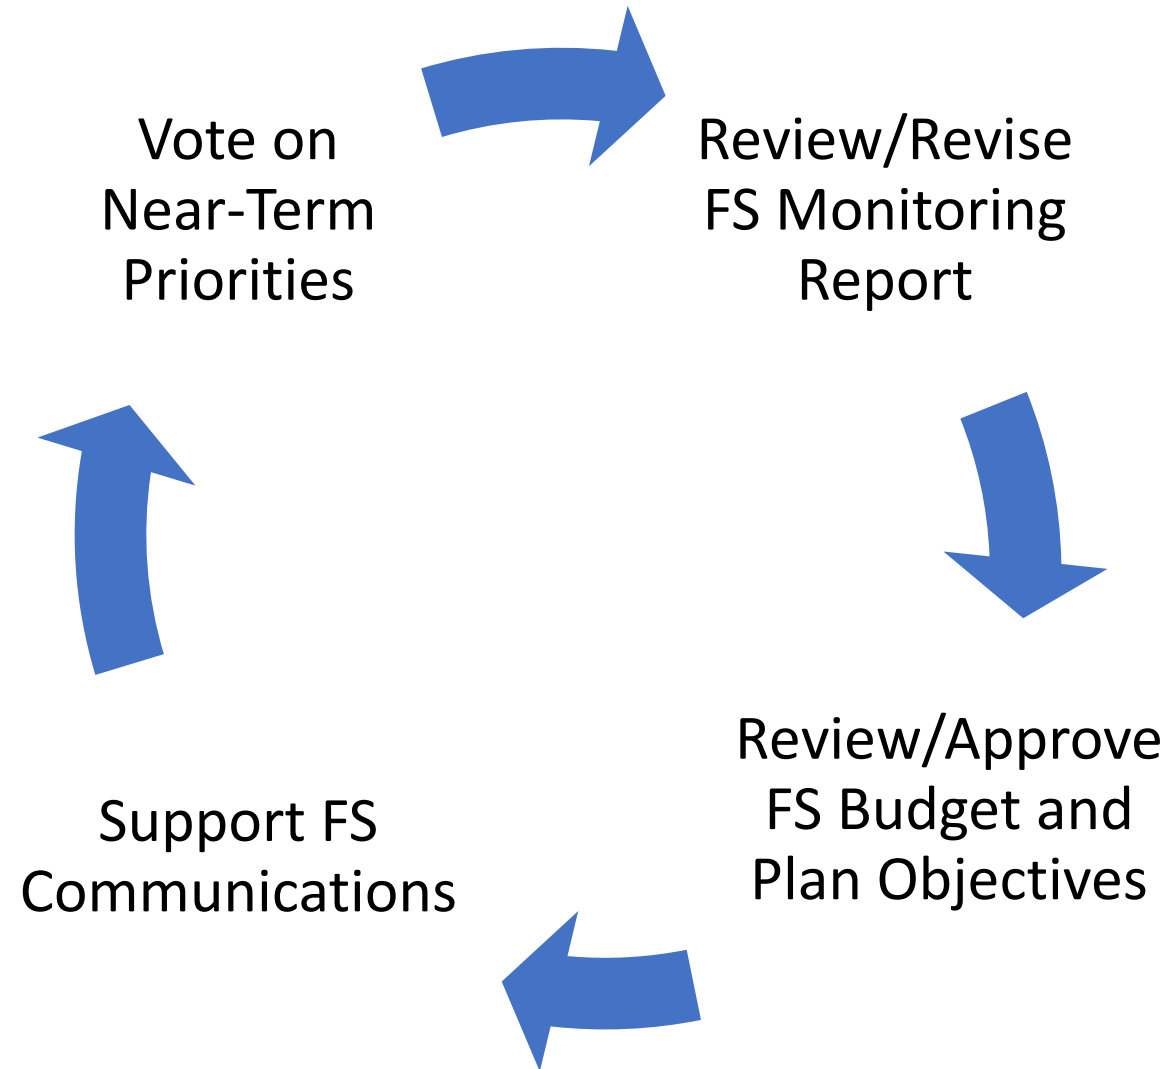 Vote on
Near-Term
Priorities
Review/Revise
FS Monitoring
Report
Review/Approve
FS Budget and
Plan Objectives
Support FS
Communications